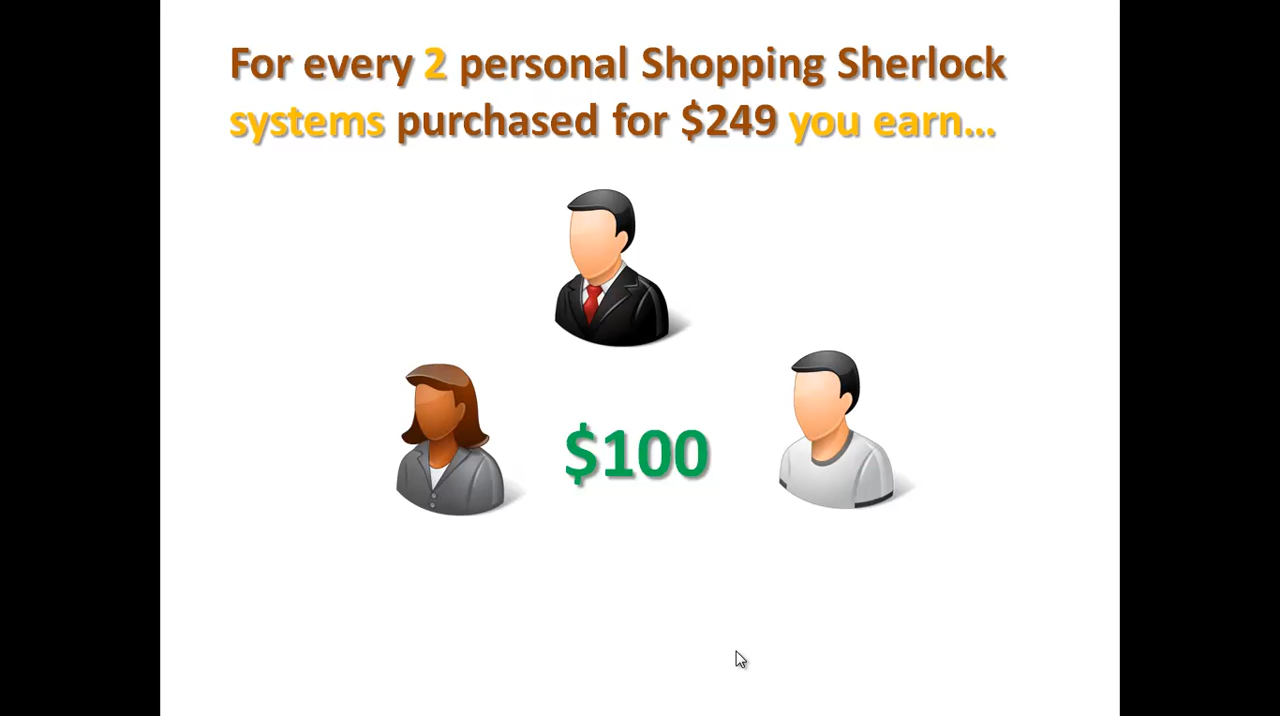 For every 2 personal Shopping Sherlock
systems purchased for $249 you earn...
$100